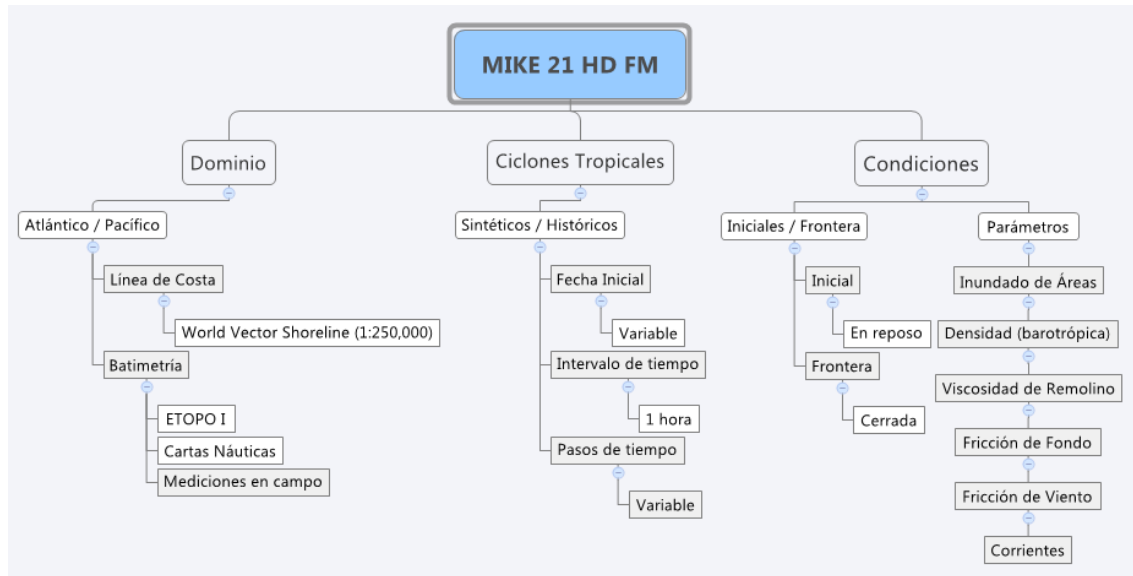 MIKE 21 HD FM
Dominio
Atlántico / Pacífico
Línea de Costa
World Vector Shoreline (1:250,000)
Batimetría
ETOPO I
Cartas Náuticas
Mediciones en campo
Ciclones Tropicales
Sintéticos / Históricos
Fecha Inicial
Variable
Intervalo de tiempo
1 hora
Pasos de tiempo
Variable
Condiciones
Iniciales / Frontera
Inicial
En reposo
Frontera
Cerrada
Parámetros
Inundado de Áreas
Densidad (barotrópica)
Viscosidad de Remolino
Fricción de Fondo
Fricción de Viento
Corrientes